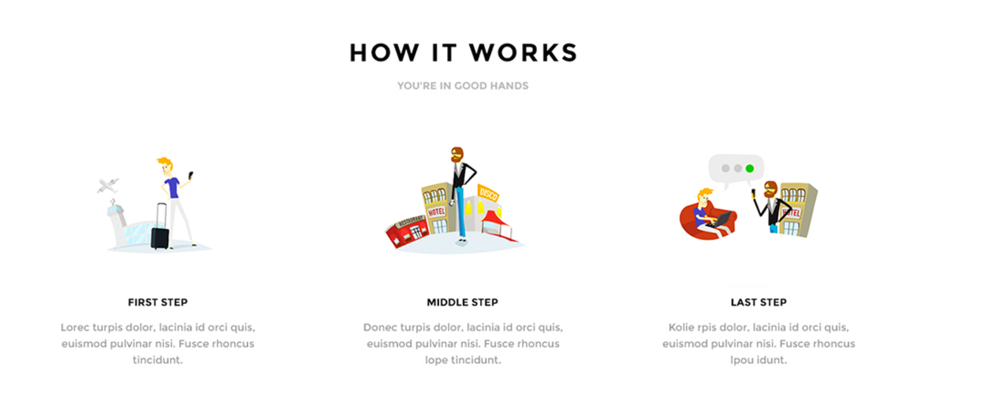 HOW IT WORKS
YOU'RE IN GOOD HANDS
RESTAURANT
HOTEL
DISCO
HOTEL
FIRST STEP
Lorec turpis dolor, lacinia id orci quis,
euismod pulvinar nisi. Fusce rhoncus
tincidunt.
MIDDLE STEP
Donec turpis dolor, lacinia id orci quis,
euismod pulvinar nisi. Fusce rhoncus
lope tincidunt.
LAST STEP
Kolie rpis dolor, lacinia id orci quis,
euismod pulvinar nisi. Fusce rhoncus
lpou idunt.